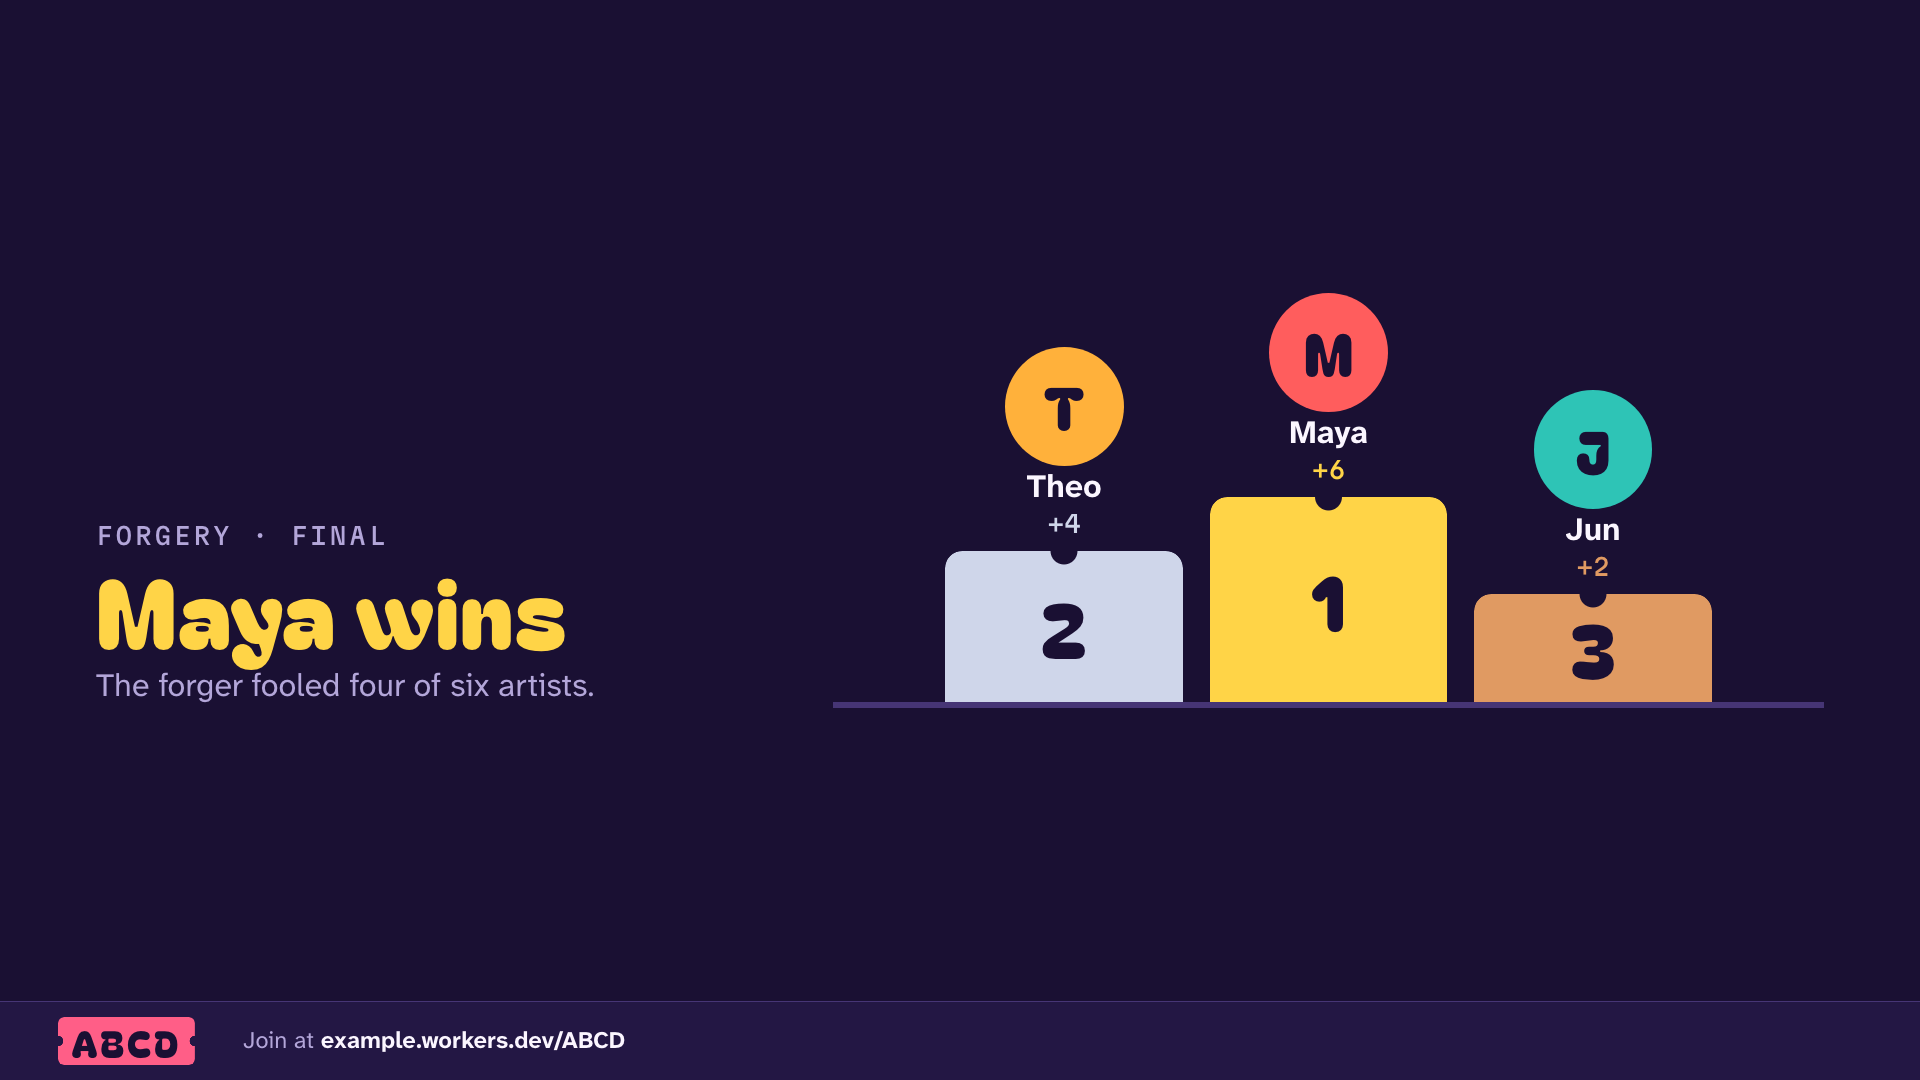 FORGERY · FINAL
Maya wins
The forger fooled four of six artists.
T
Theo
+4
2
M
Maya
+6
1
J
Jun
+2
3
ABCD
Join at example.workers.dev/ABCD